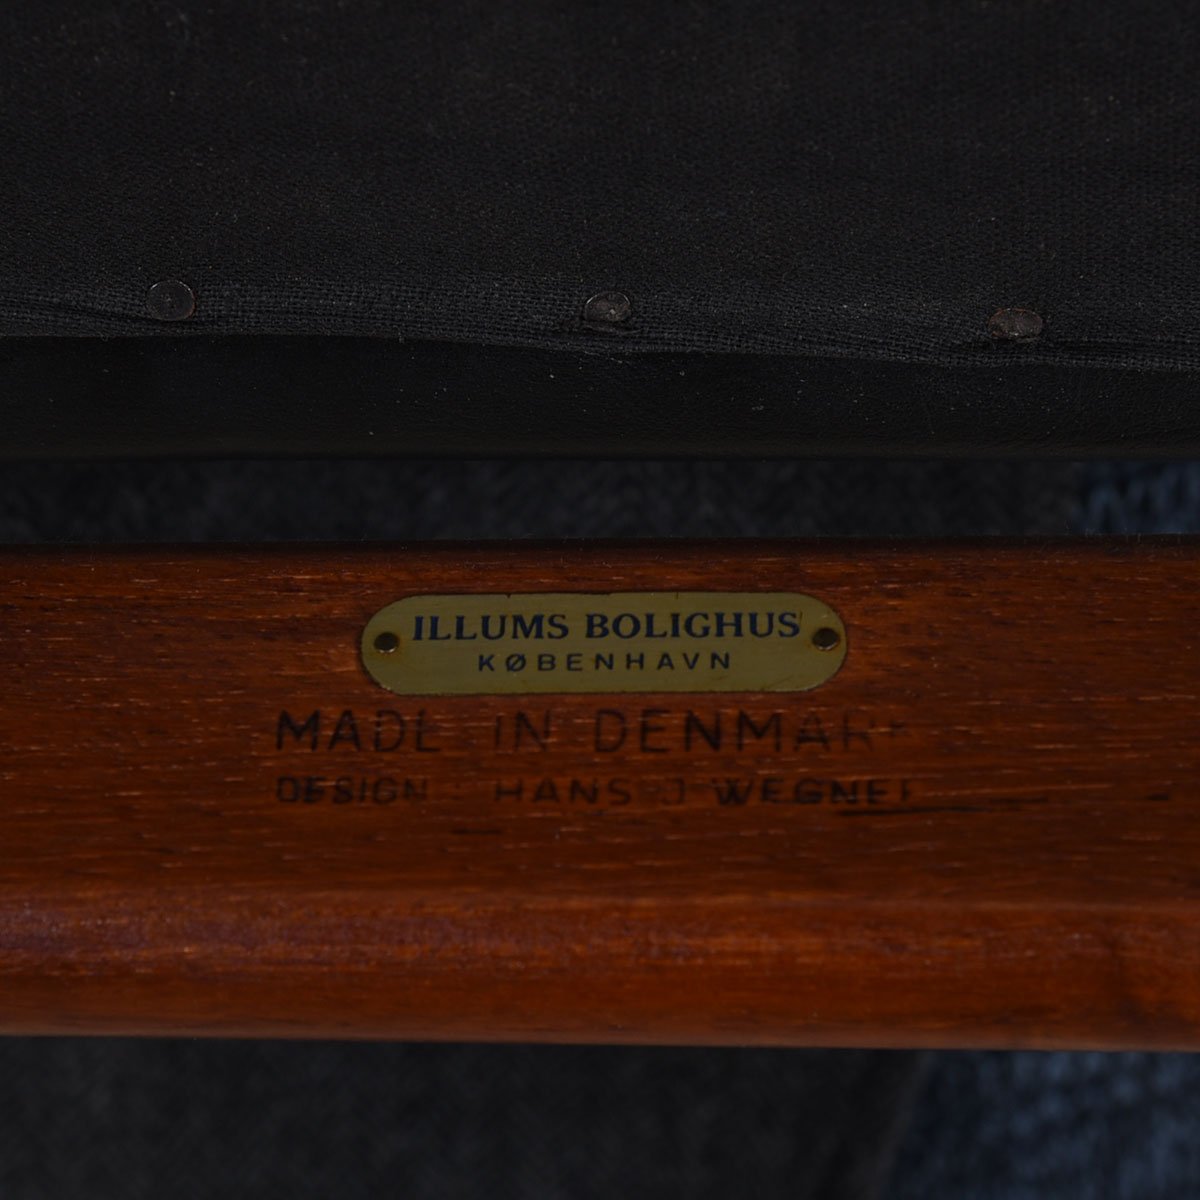 ILLUMS BOLIGHUS
KØBENHAVN
MADE IN DENMARK
DESIGN : HANS J WEGNER